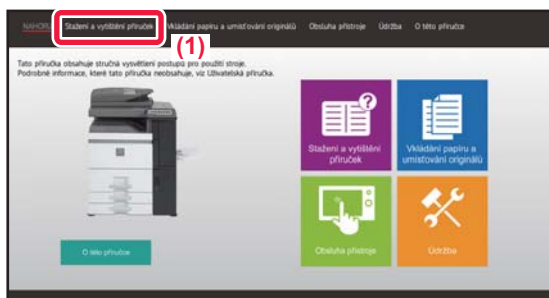 NAHORU Stažení a vytištění příruček Vkládání papíru a umisťování originálů Obsluha přístroje Údržba O této příručce
(1)
Tato příručka obsahuje stručná vysvětlení postupů pro použití stroje.
Podrobné informace, které tato příručka neobsahuje, viz Uživatelská příručka.
Stažení a vytištění
příruček
Vkládání papíru a
umisťování originálů
O této příručce
Obsluha přístroje
Údržba